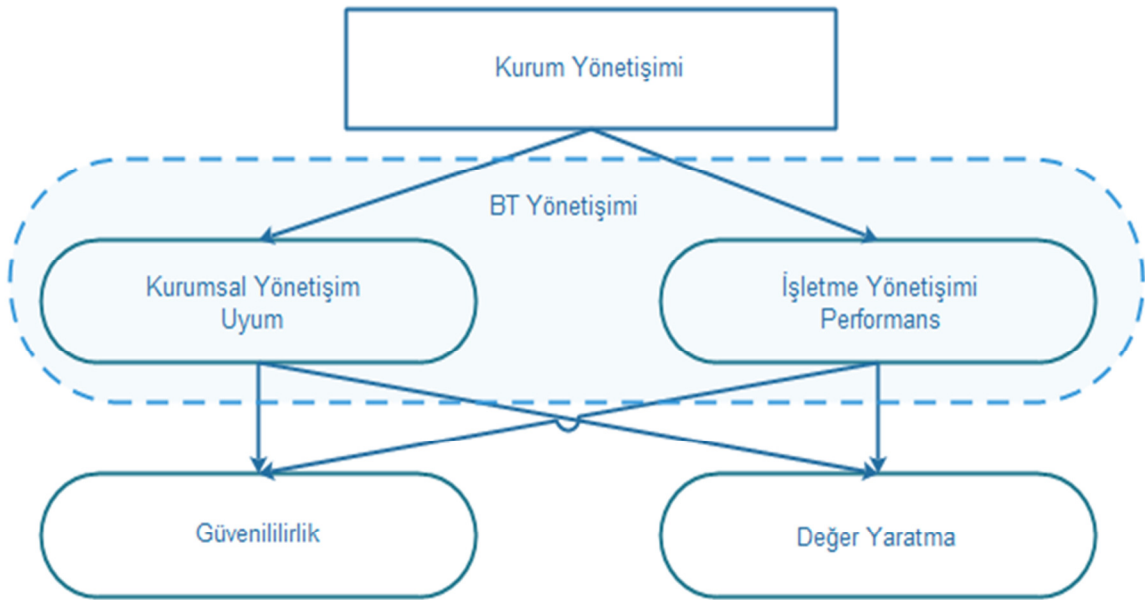 Kurum Yönetişimi
BT Yönetişimi
Kurumsal Yönetişim
Uyum
İşletme Yönetişimi
Performans
Güvenililirlik
Değer Yaratma